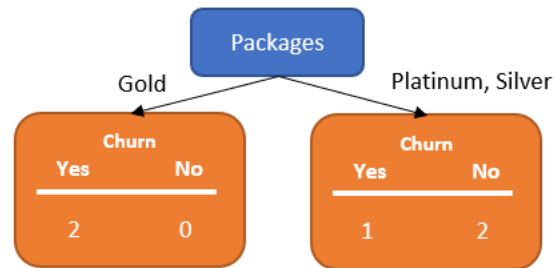 Packages
Gold
Platinum, Silver
Churn
Yes No
2 0
Churn
Yes No
1 2